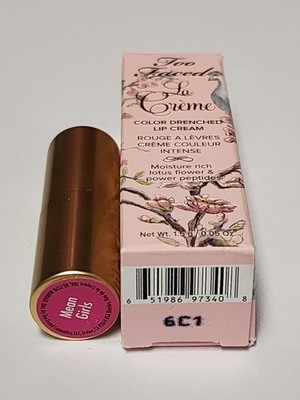 Too
Faced
La
Crème
COLOR DRENCHED
LIP CREAM
ROUGE A LÈVRES
CRÈME COULEUR
INTENSE
Moisture rich
lotus flower &
power peptides
Net Wt. 1.5 g / 0.05 Oz
6 51986 97340 8
6C1
Mean
Girls